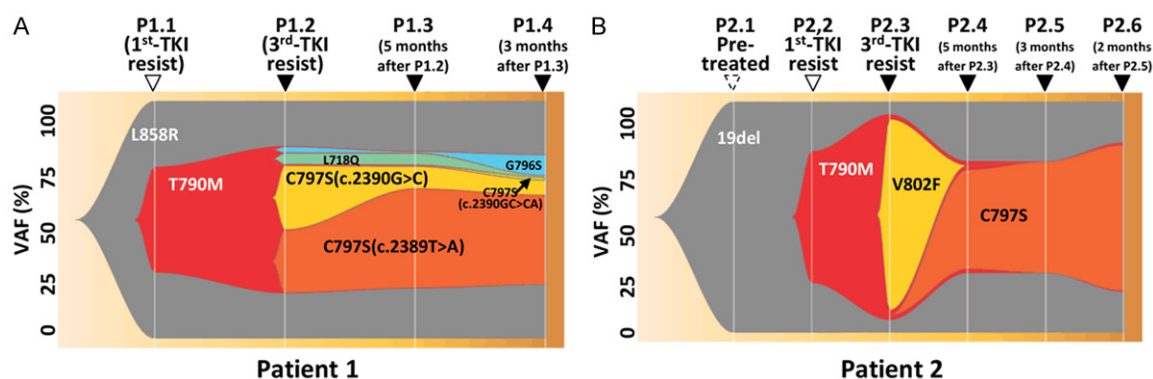 A
P1.1
(1st-TKI
resist)
P1.2
(3rd-TKI
resist)
P1.3
(5 months
after P1.2)
P1.4
(3 months
after P1.3)
VAF (%)
100
75
50
25
0
L858R
T790M
L718Q
C797S(c.2390G>C)
G796S
C797S
(c.2390GC>CA)
C797S(c.2389T>A)
Patient 1
B
P2.1
Pre-
treated
P2,2
1st-TKI
resist
P2.3
3rd-TKI
resist
P2.4
(5 months
after P2.3)
P2.5
(3 months
after P2.4)
P2.6
(2 months
after P2.5)
VAF (%)
100
75
50
25
0
19del
T790M
V802F
C797S
Patient 2